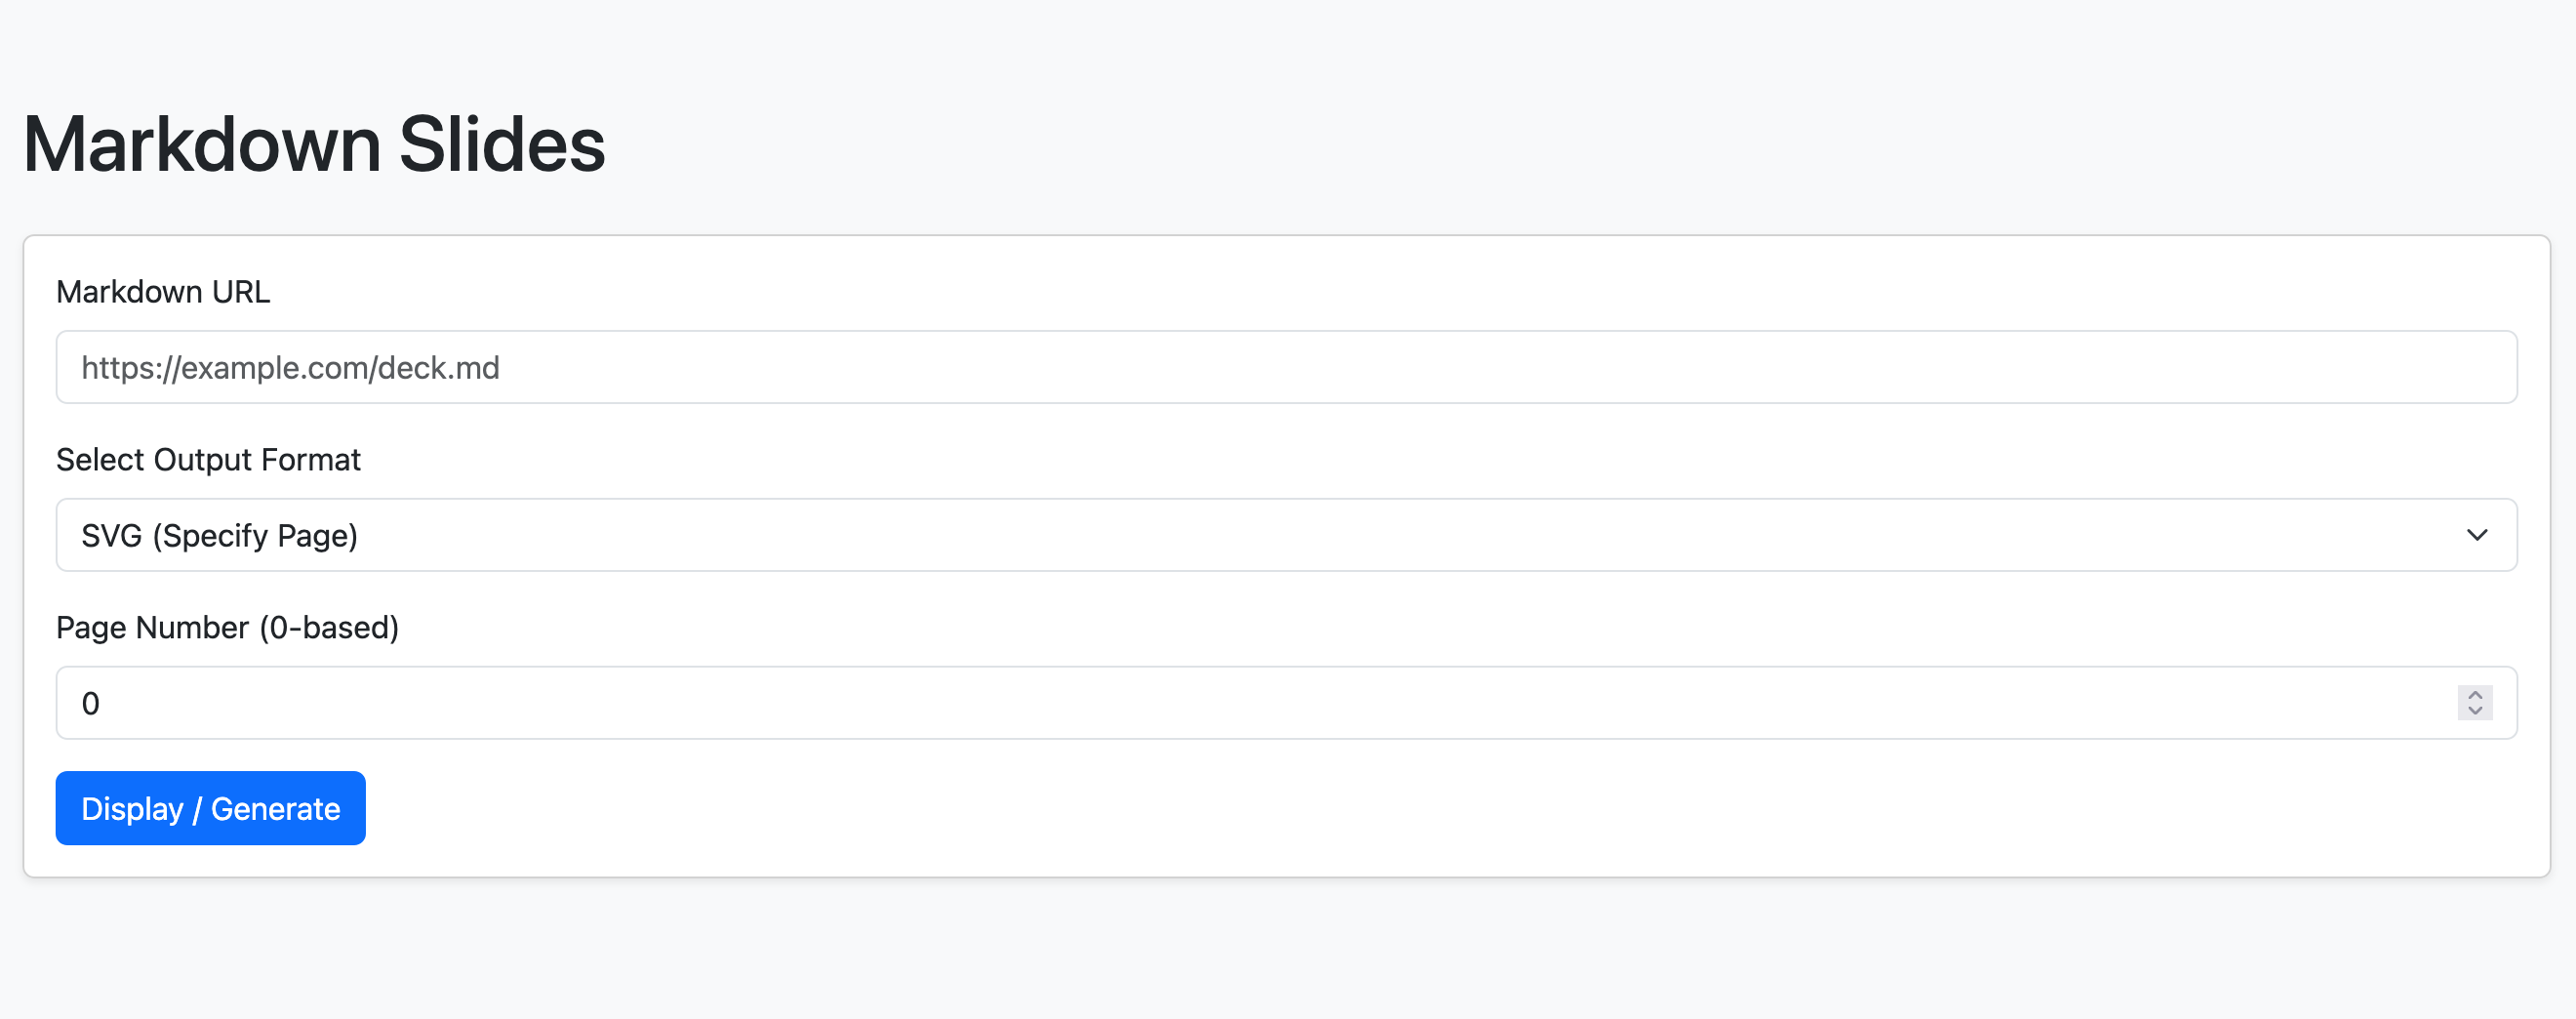 Markdown Slides
Markdown URL
https://example.com/deck.md
Select Output Format
SVG (Specify Page)
Page Number (0-based)
0
Display / Generate